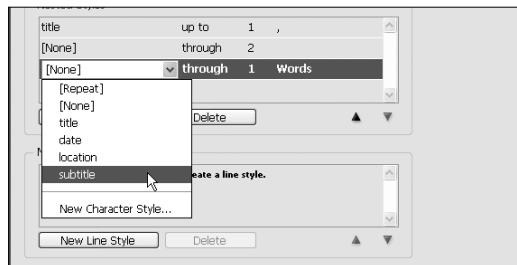 title up to 1 ,
[None] through 2
[None] through 1 Words
[Repeat]
[None]
title
date
location
subtitle
New Character Style...
Delete
eate a line style.
New Line Style Delete